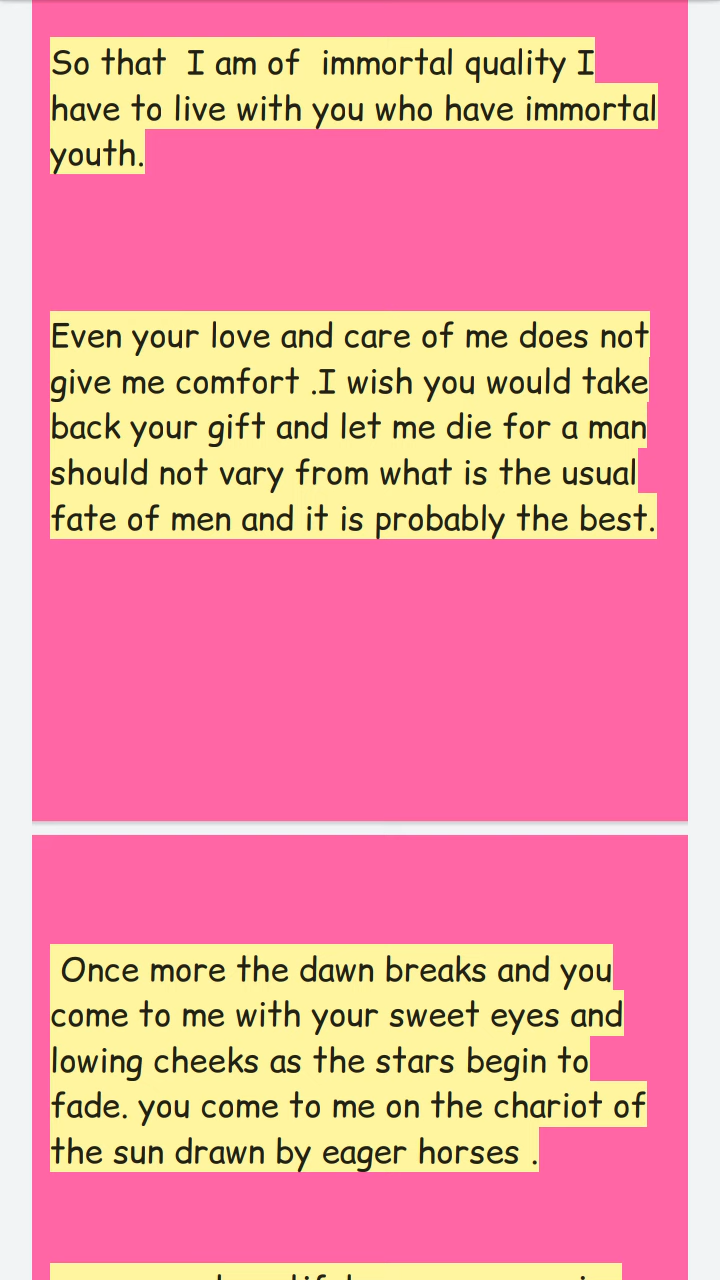 So that  I am of  immortal quality I
have to live with you who have immortal
youth.
Even your love and care of me does not
give me comfort .I wish you would take
back your gift and let me die for a man
should not vary from what is the usual
fate of men and it is probably the best.
Once more the dawn breaks and you
come to me with your sweet eyes and
lowing cheeks as the stars begin to
fade. you come to me on the chariot of
the sun drawn by eager horses .